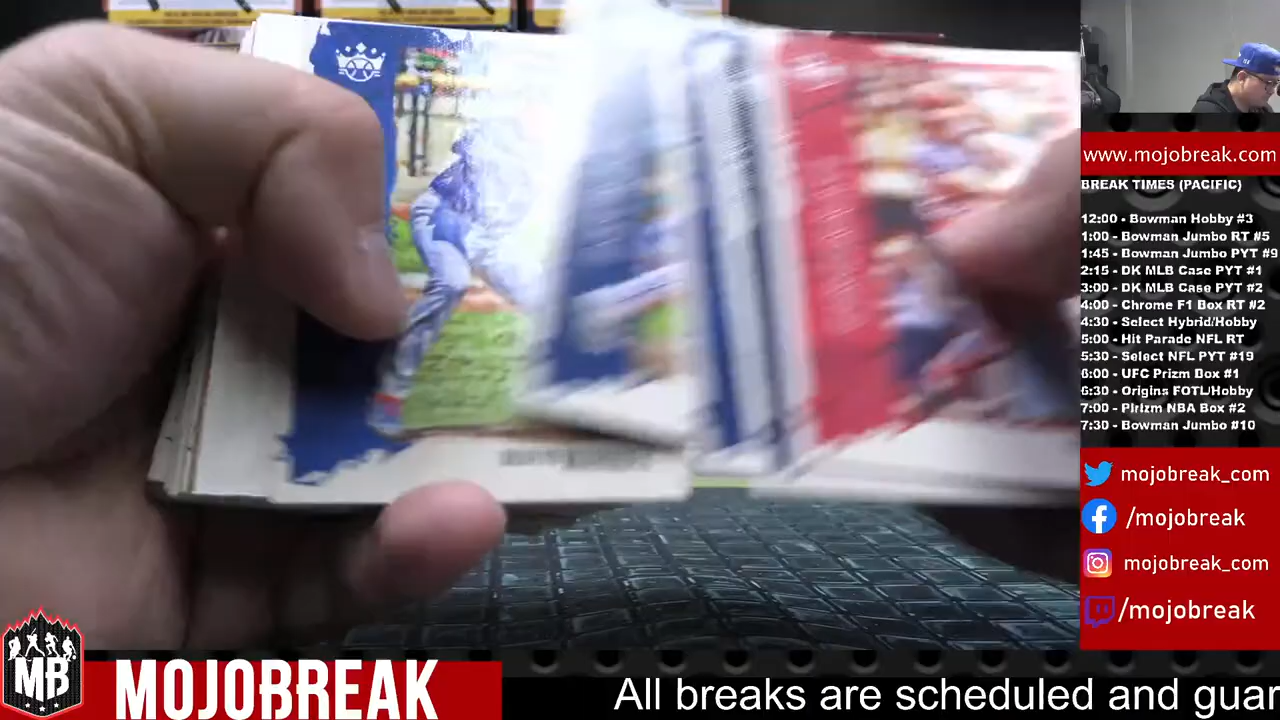 www.mojobreak.com
BREAK TIMES (PACIFIC)
12:00 - Bowman Hobby #3
1:00 - Bowman Jumbo RT #5
1:45 - Bowman Jumbo PYT #9
2:15 - DK MLB Case PYT #1
3:00 - DK MLB Case PYT #2
4:00 - Chrome F1 Box RT #2
4:30 - Select Hybrid/Hobby
5:00 - Hit Parade NFL RT
5:30 - Select NFL PYT #19
6:00 - UFC Prizm Box #1
6:30 - Origins FOTL/Hobby
7:00 - Pirizm NBA Box #2
7:30 - Bowman Jumbo #10
mojobreak_com
/mojobreak
mojobreak_com
/mojobreak
MB
MOJOBREAK
All breaks are scheduled and guar